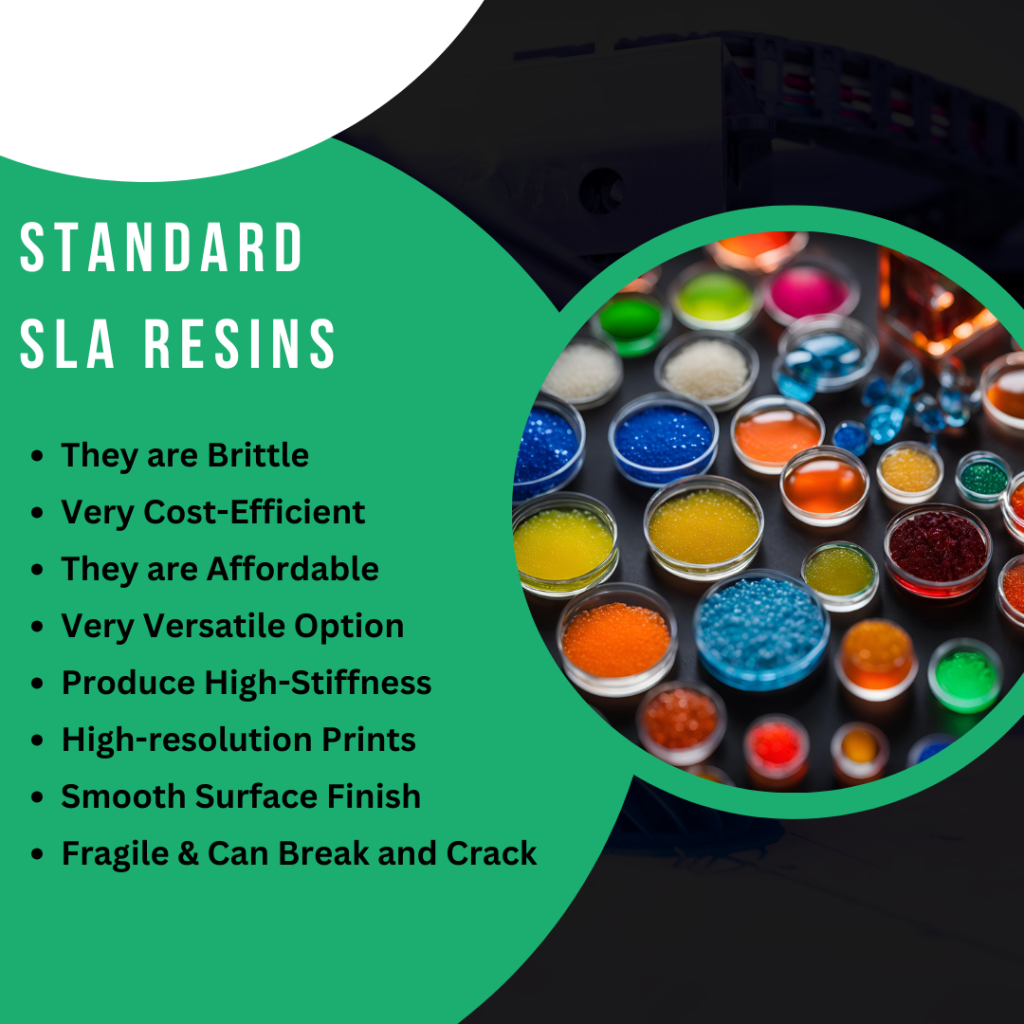 STANDARD
SLA RESINS
• They are Brittle
• Very Cost-Efficient
• They are Affordable
• Very Versatile Option
• Produce High-Stiffness
• High-resolution Prints
• Smooth Surface Finish
• Fragile & Can Break and Crack